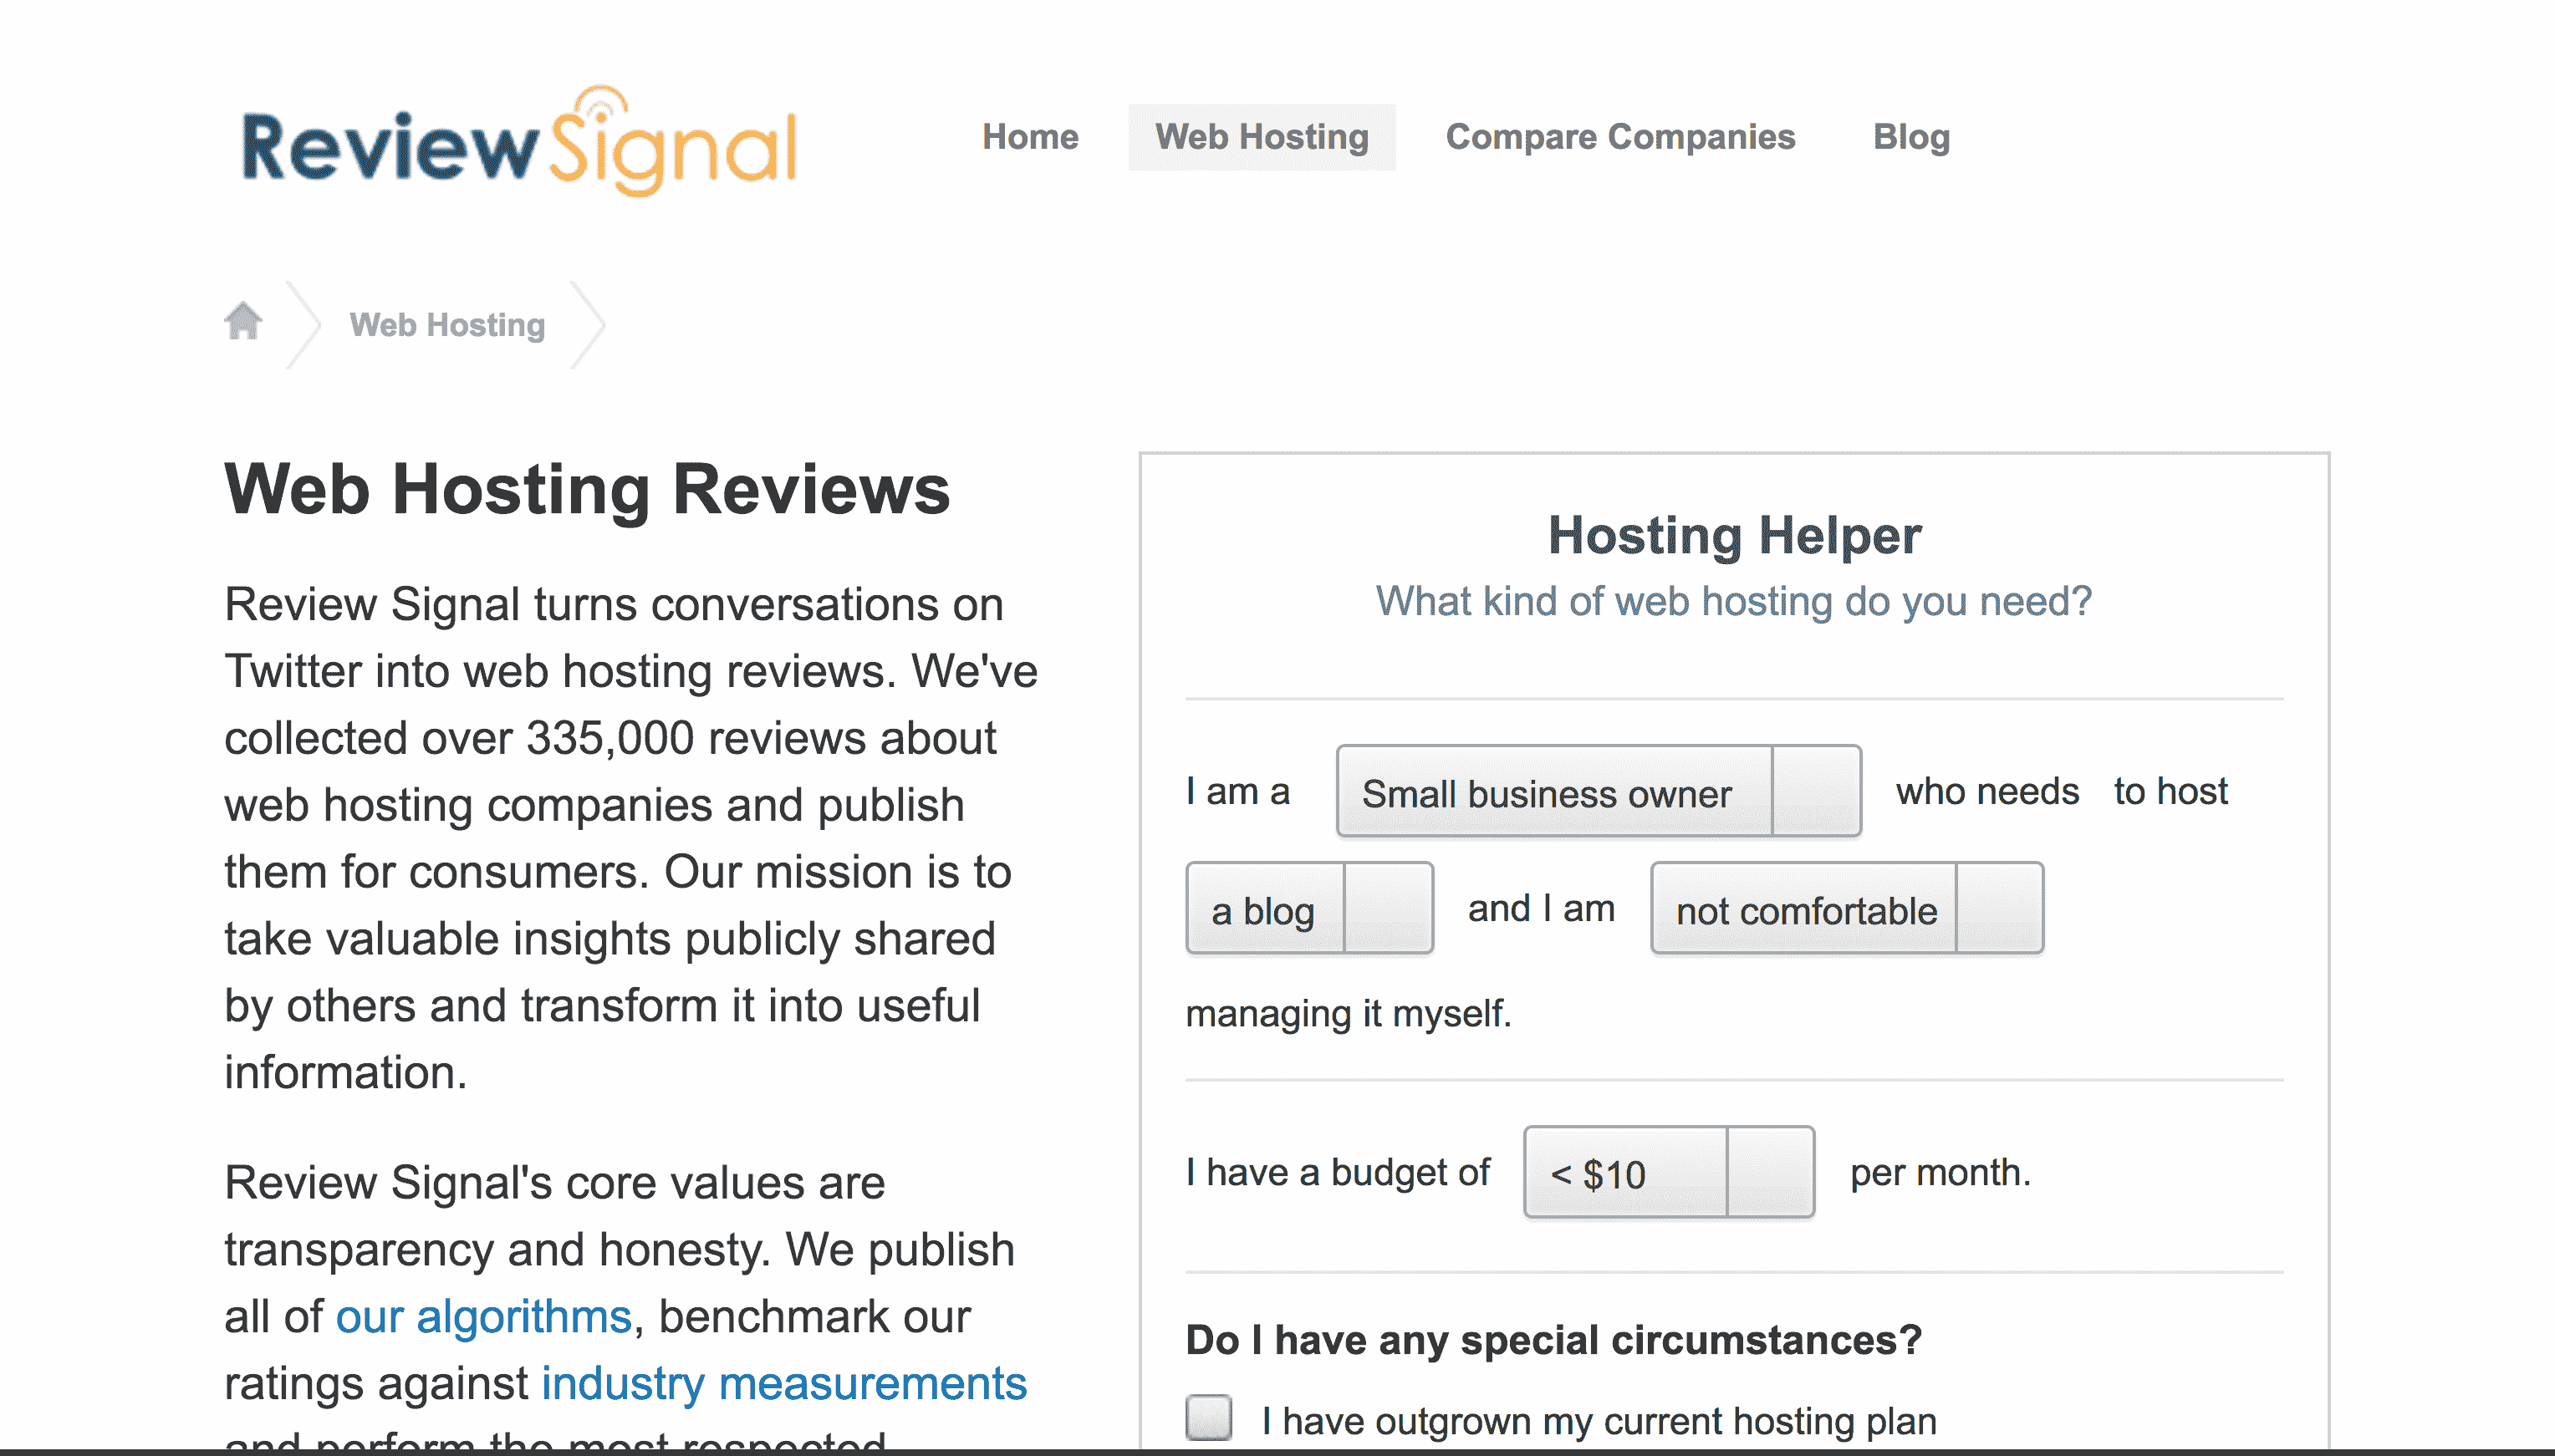 ReviewSignal
Home Web Hosting Compare Companies Blog
Web Hosting
Web Hosting Reviews
Review Signal turns conversations on
Twitter into web hosting reviews. We've
collected over 335,000 reviews about
web hosting companies and publish
them for consumers. Our mission is to
take valuable insights publicly shared
by others and transform it into useful
information.
Review Signal's core values are
transparency and honesty. We publish
all of our algorithms, benchmark our
ratings against industry measurements
and perform the most respected
Hosting Helper
What kind of web hosting do you need?
I am a Small business owner who needs to host
a blog and I am not comfortable
managing it myself.
I have a budget of < $10 per month.
Do I have any special circumstances?
I have outgrown my current hosting plan